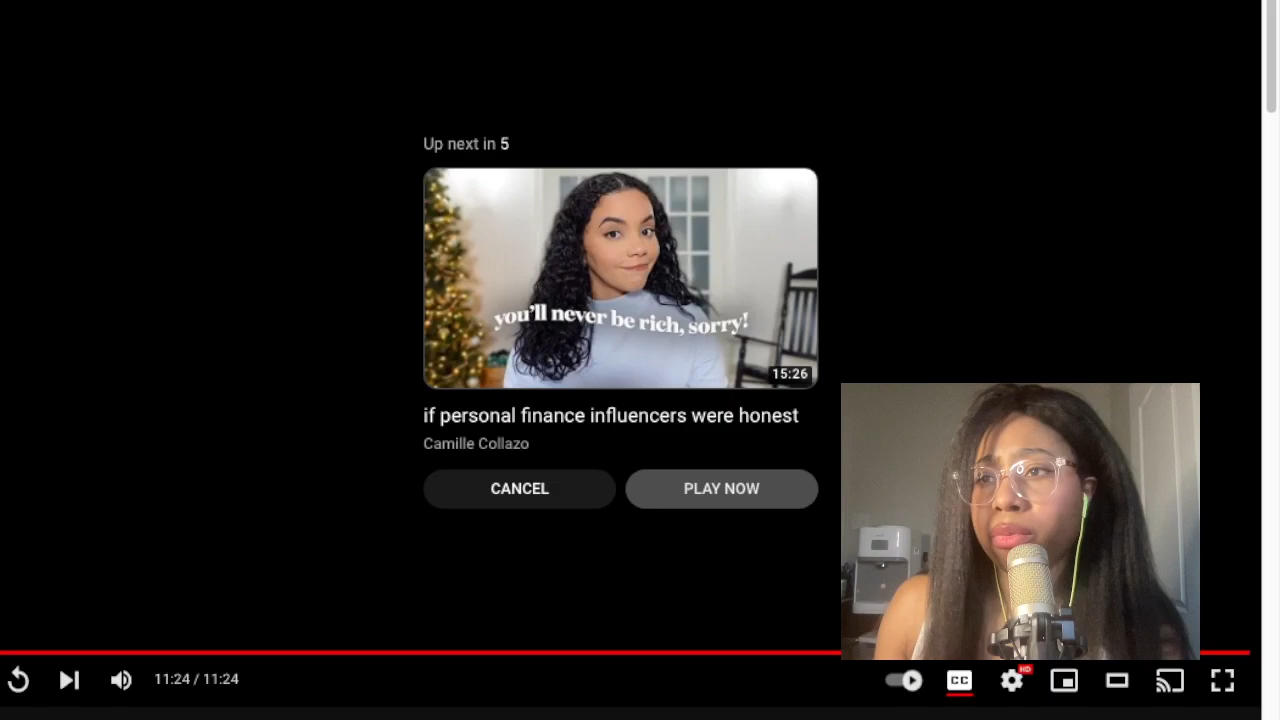 Up next in 5
you'll never be rich, sorry!
15:26
if personal finance influencers were honest
Camille Collazo
CANCEL
PLAY NOW
11:24 / 11:24
CC
HD